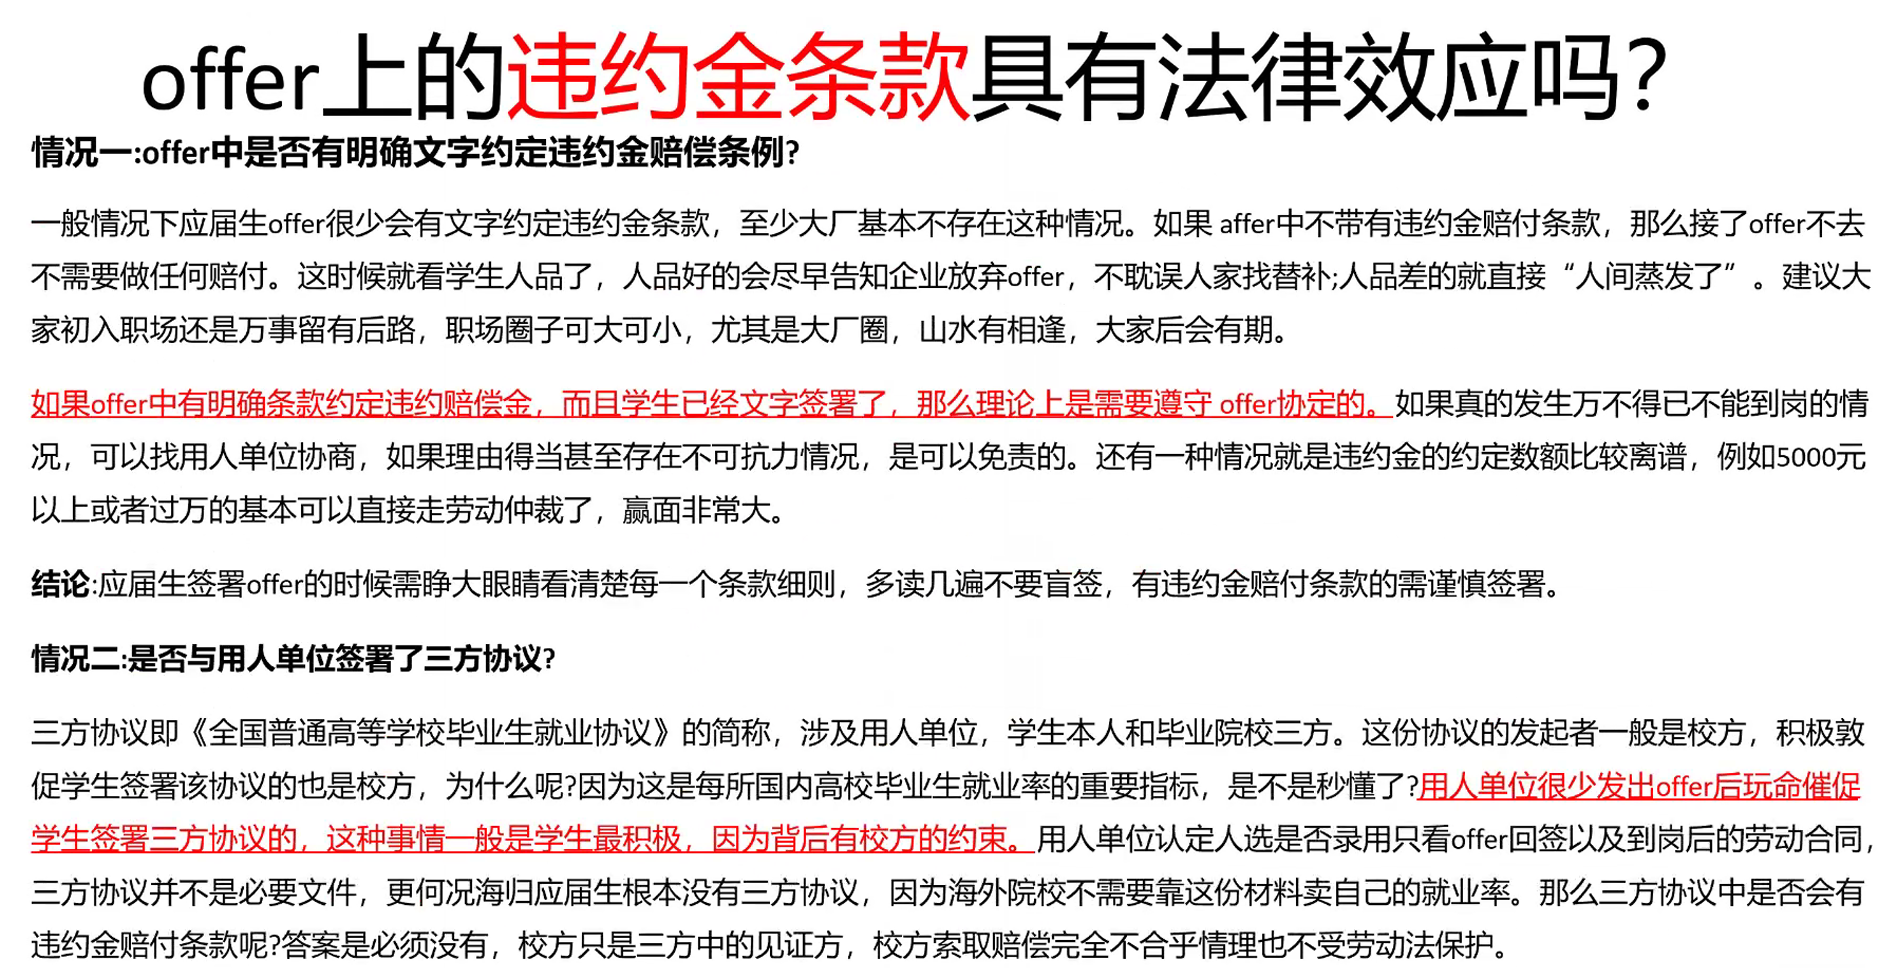 offer上的违约金条款具有法律效应吗？
情况一:offer中是否有明确文字约定违约金赔偿条例?
一般情况下应届生offer很少会有文字约定违约金条款，至少大厂基本不存在这种情况。如果 affer中不带有违约金赔付条款，那么接了offer不去
不需要做任何赔付。这时候就看学生人品了，人品好的会尽早告知企业放弃offer，不耽误人家找替补;人品差的就直接“人间蒸发了”。建议大
家初入职场还是万事留有后路，职场圈子可大可小，尤其是大厂圈，山水有相逢，大家后会有期。
如果offer中有明确条款约定违约赔偿金，而且学生已经文字签署了，那么理论上是需要遵守 offer协定的。如果真的发生万不得已不能到岗的情
况，可以找用人单位协商，如果理由得当甚至存在不可抗力情况，是可以免责的。还有一种情况就是违约金的约定数额比较离谱，例如5000元
以上或者过万的基本可以直接走劳动仲裁了，赢面非常大。
结论:应届生签署offer的时候需睁大眼睛看清楚每一个条款细则，多读几遍不要盲签，有违约金赔付条款的需谨慎签署。
情况二:是否与用人单位签署了三方协议?
三方协议即《全国普通高等学校毕业生就业协议》的简称，涉及用人单位，学生本人和毕业院校三方。这份协议的发起者一般是校方，积极敦
促学生签署该协议的也是校方，为什么呢?因为这是每所国内高校毕业生就业率的重要指标，是不是秒懂了?用人单位很少发出offer后玩命催促
学生签署三方协议的，这种事情一般是学生最积极，因为背后有校方的约束。用人单位认定人选是否录用只看offer回签以及到岗后的劳动合同，
三方协议并不是必要文件，更何况海归应届生根本没有三方协议，因为海外院校不需要靠这份材料卖自己的就业率。那么三方协议中是否会有
违约金赔付条款呢?答案是必须没有，校方只是三方中的见证方，校方索取赔偿完全不合乎情理也不受劳动法保护。